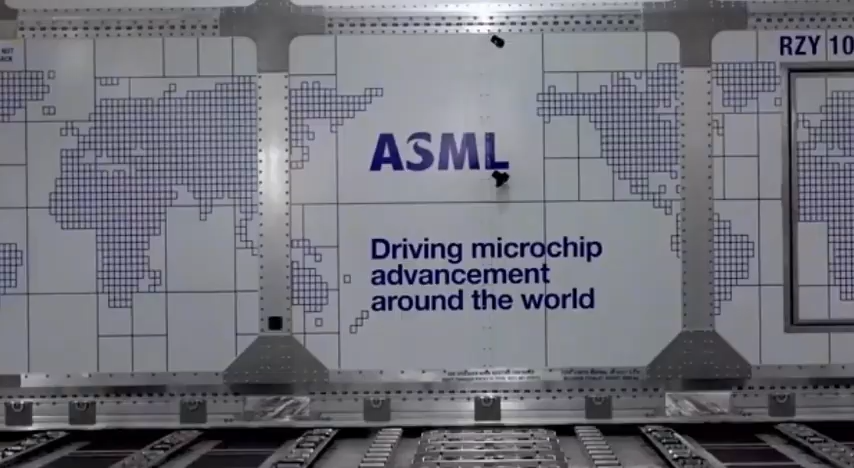 RZY 10
ASML
Driving microchip
advancement
around the world